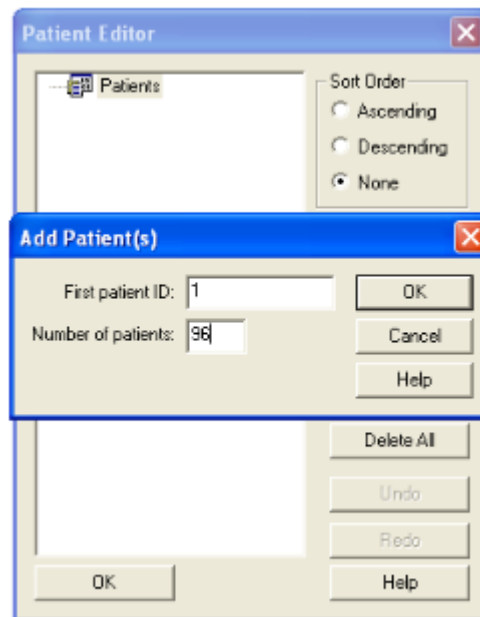 Patient Editor
Patients
Sort Order
Ascending
Descending
None
Add Patient(s)
First patient ID: 1
OK
Number of patients: 96
Cancel
Help
Delete All
Undo
Redo
OK
Help